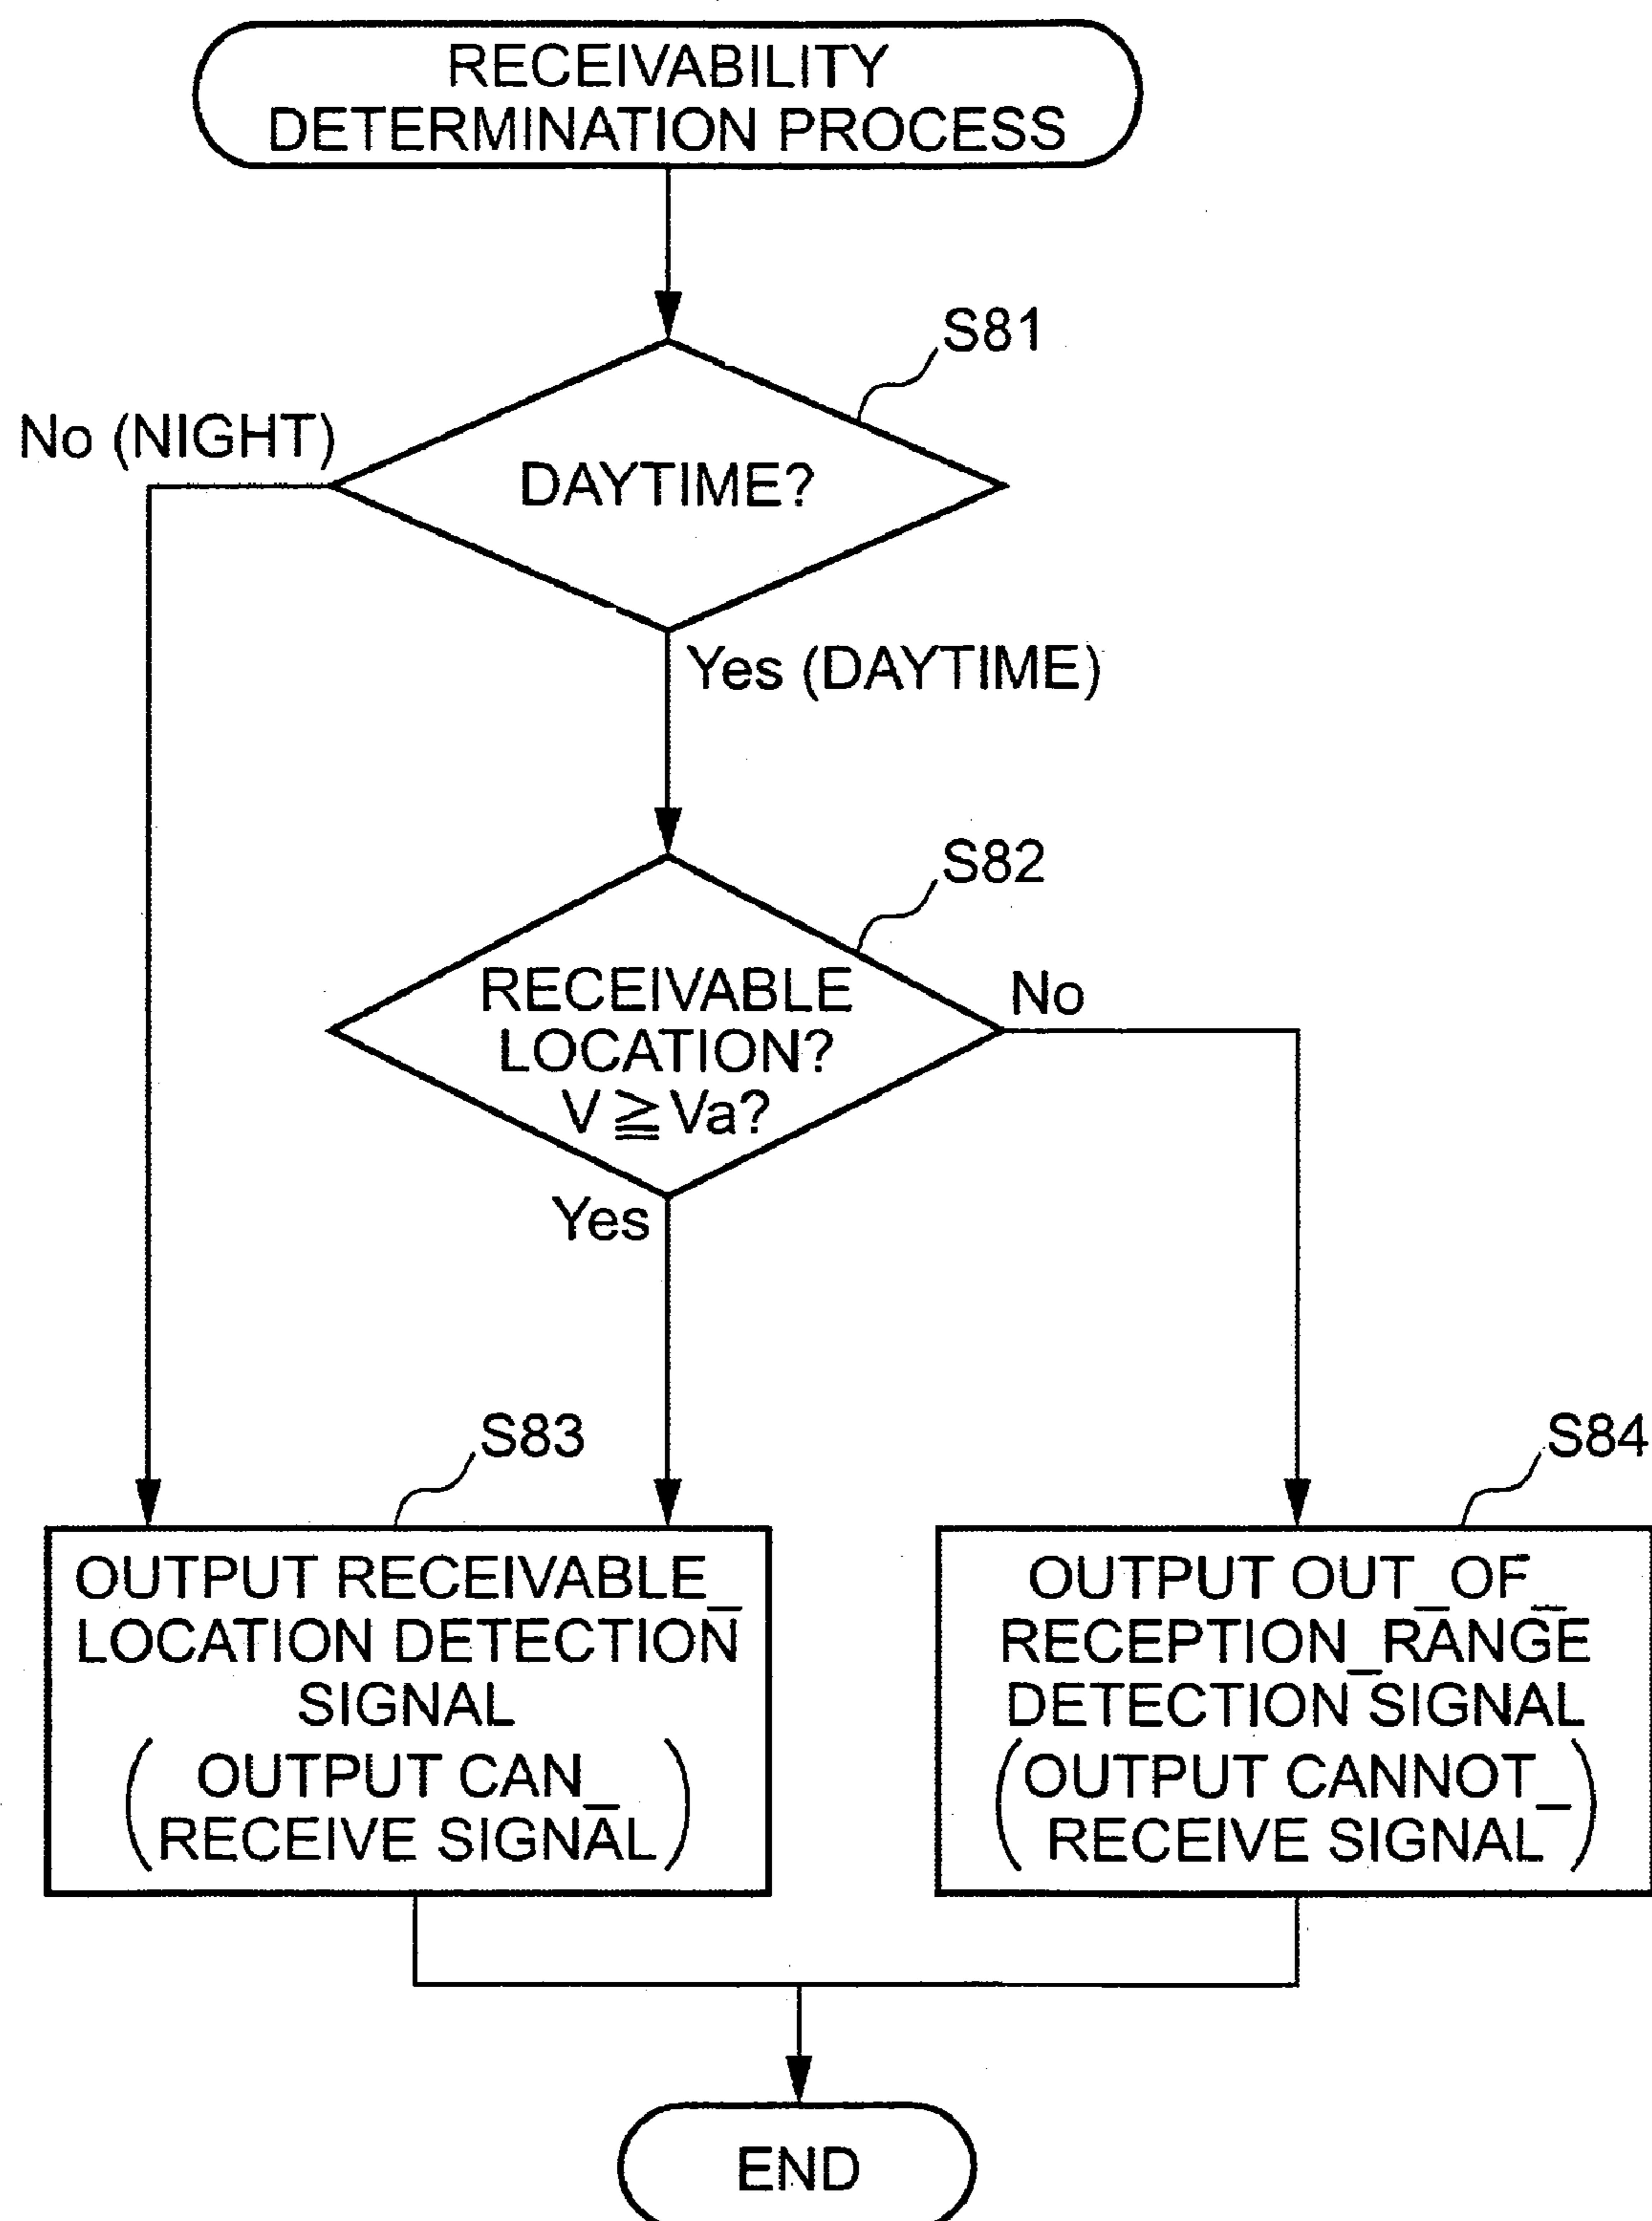 RECEIVABILITY
DETERMINATION PROCESS
S81
No (NIGHT)
DAYTIME?
Yes (DAYTIME)
S82
RECEIVABLE
LOCATION?
V ≧ Va?
No
Yes
S83
OUTPUT RECEIVABLE_
LOCATION DETECTION
SIGNAL
(OUTPUT CAN_
RECEIVE SIGNAL)
S84
OUTPUT OUT_OF_
RECEPTION_RANGE
DETECTION SIGNAL
(OUTPUT CANNOT_
RECEIVE SIGNAL)
END